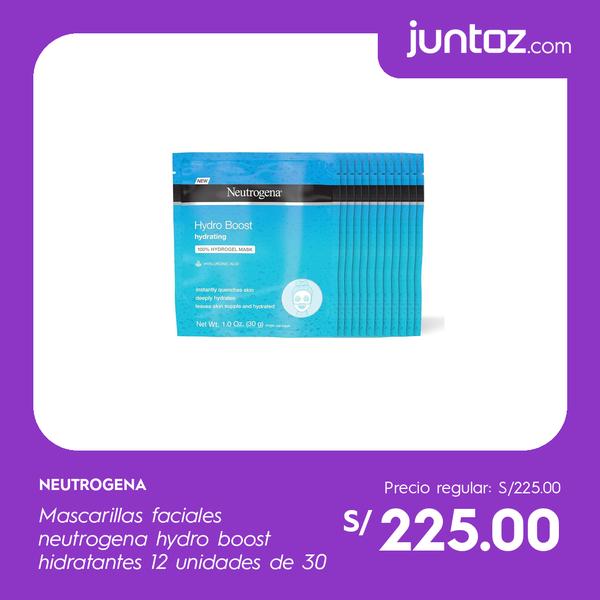 juntoz.com
NEW
Neutrogena
Hydro Boost
hydrating
100% HYDROGEL MASK
HYALURONIC ACID
instantly quenches skin
deeply hydrates
leaves skin supple and hydrated
Net Wt. 1.0 Oz. (30 g)
NEUTROGENA
Precio regular: S/225.00
Mascarillas faciales
neutrogena hydro boost
hidratantes 12 unidades de 30
S/ 225.00